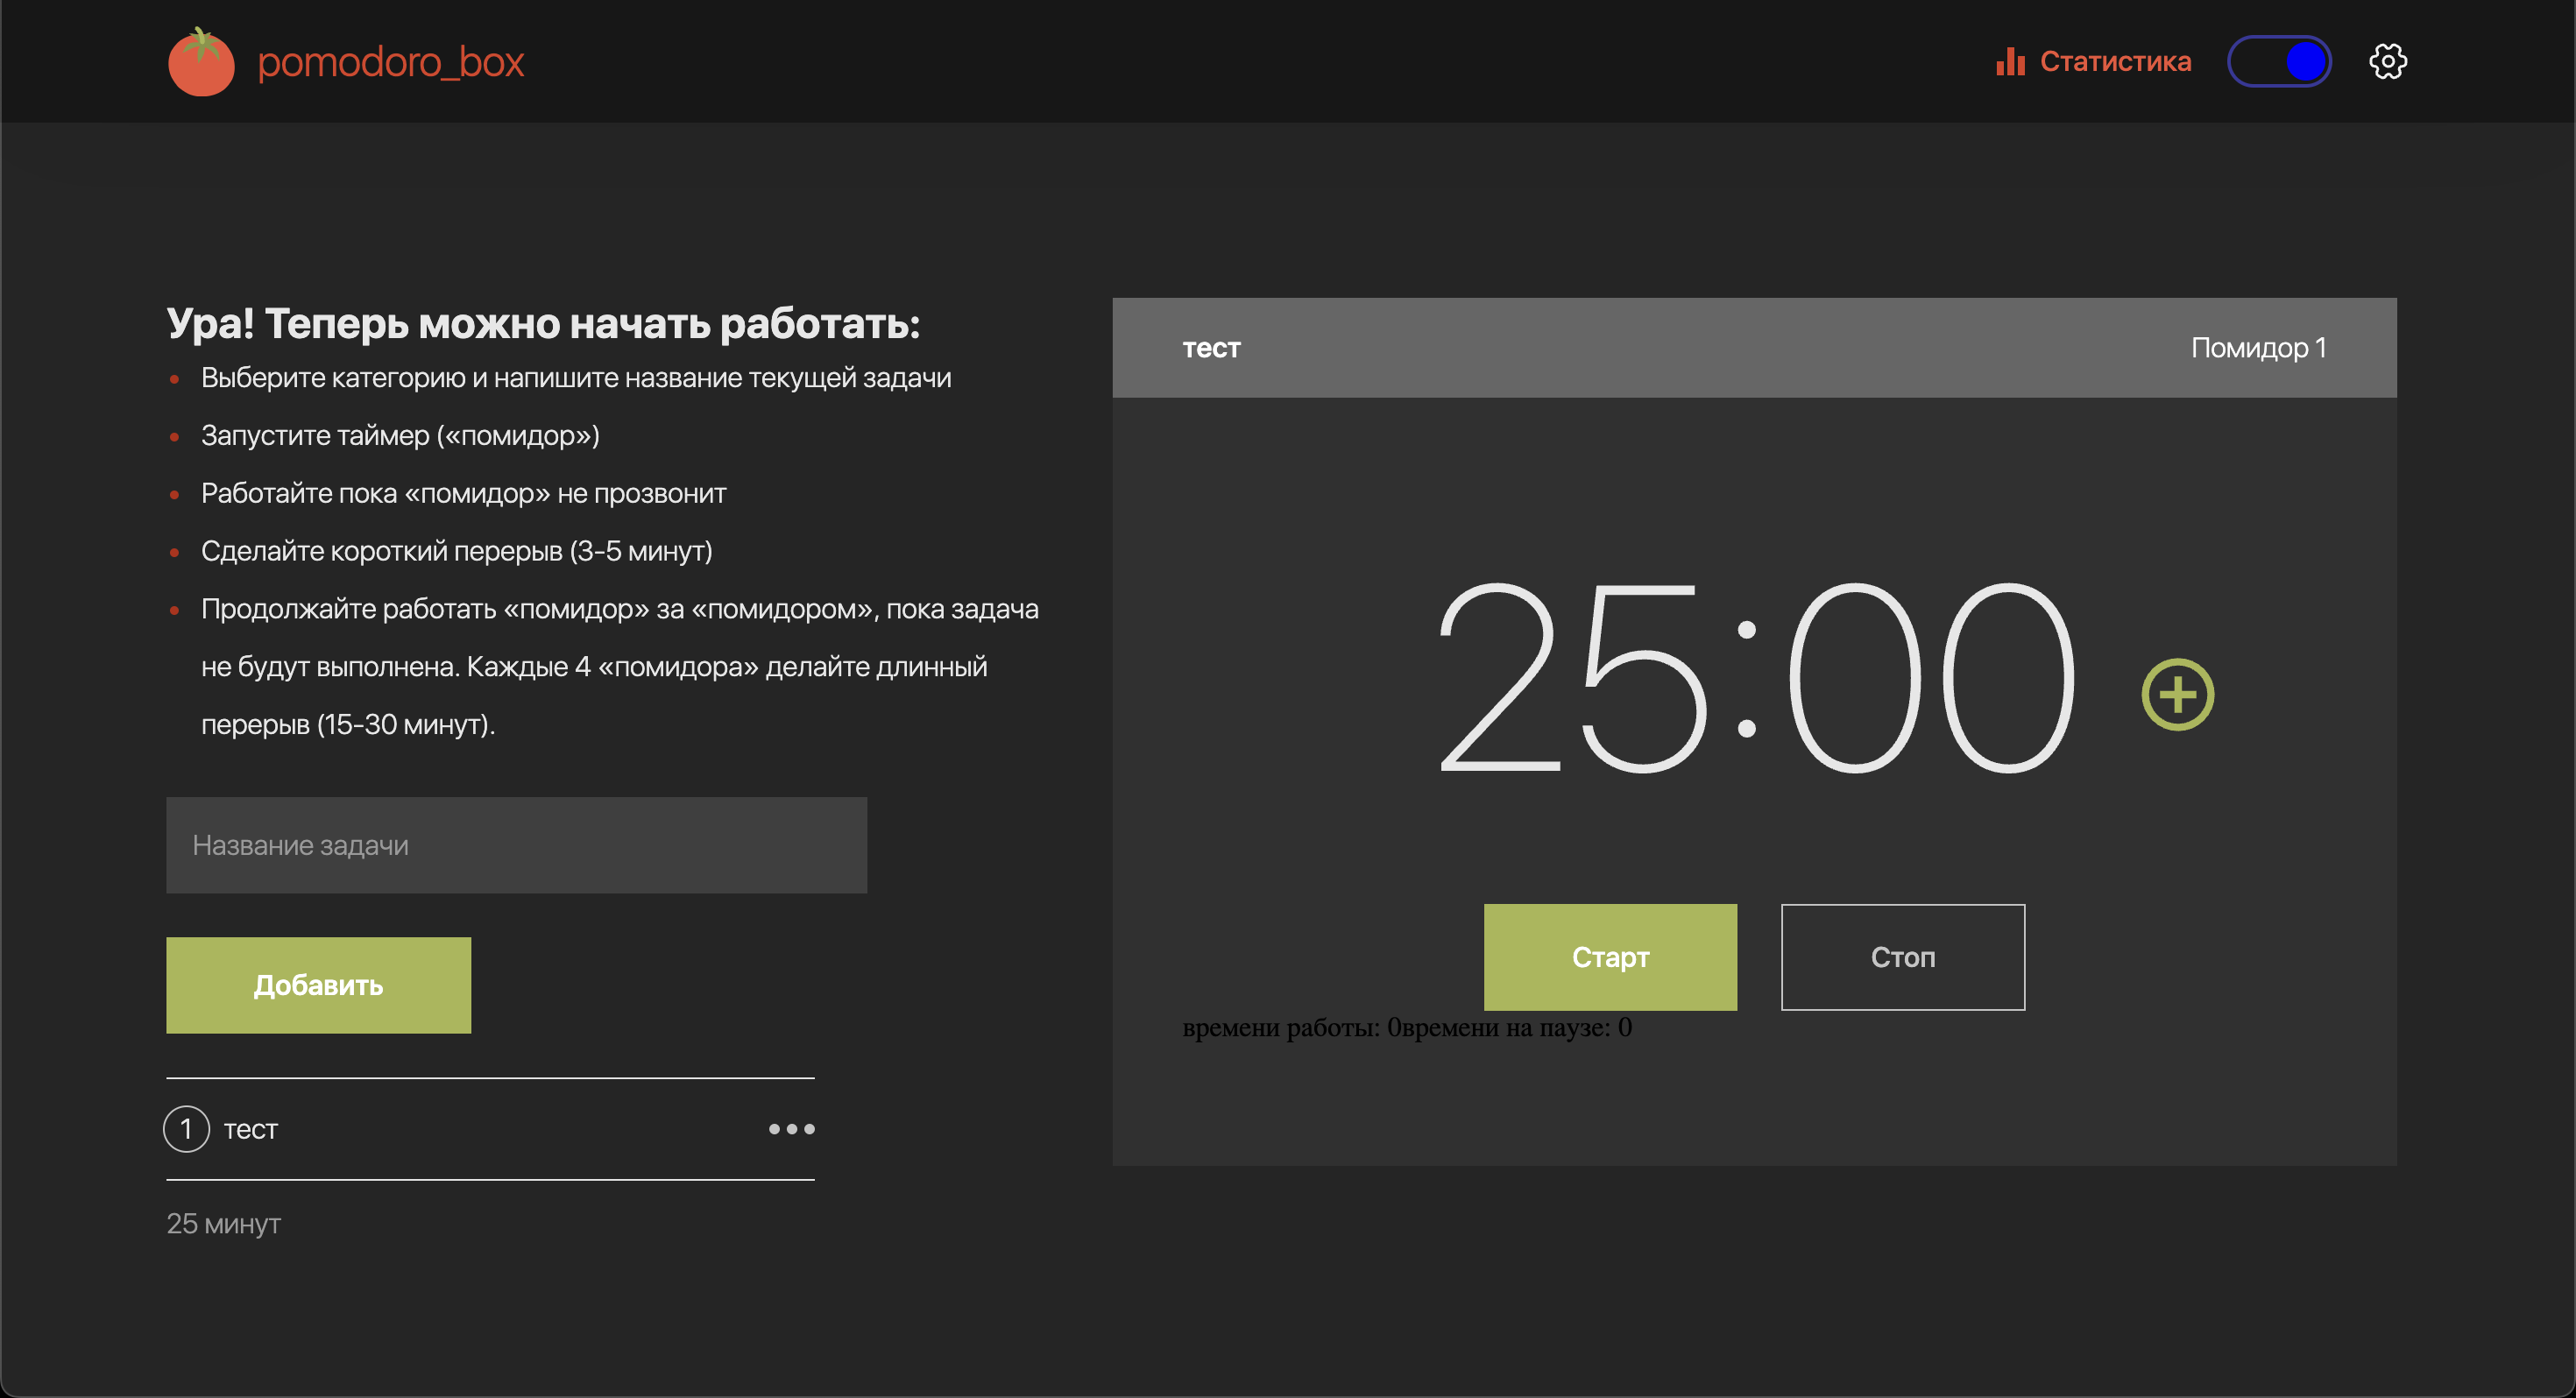 pomodoro_box
Статистика
Ура! Теперь можно начать работать:
Выберите категорию и напишите название текущей задачи
Запустите таймер («помидор»)
Работайте пока «помидор» не прозвонит
Сделайте короткий перерыв (3-5 минут)
Продолжайте работать «помидор» за «помидором», пока задача
не будут выполнена. Каждые 4 «помидора» делайте длинный
перерыв (15-30 минут).
Название задачи
Добавить
1 тест
25 минут
тест
Помидор 1
25:00
Старт
Стоп
времени работы: 0времени на паузе: 0